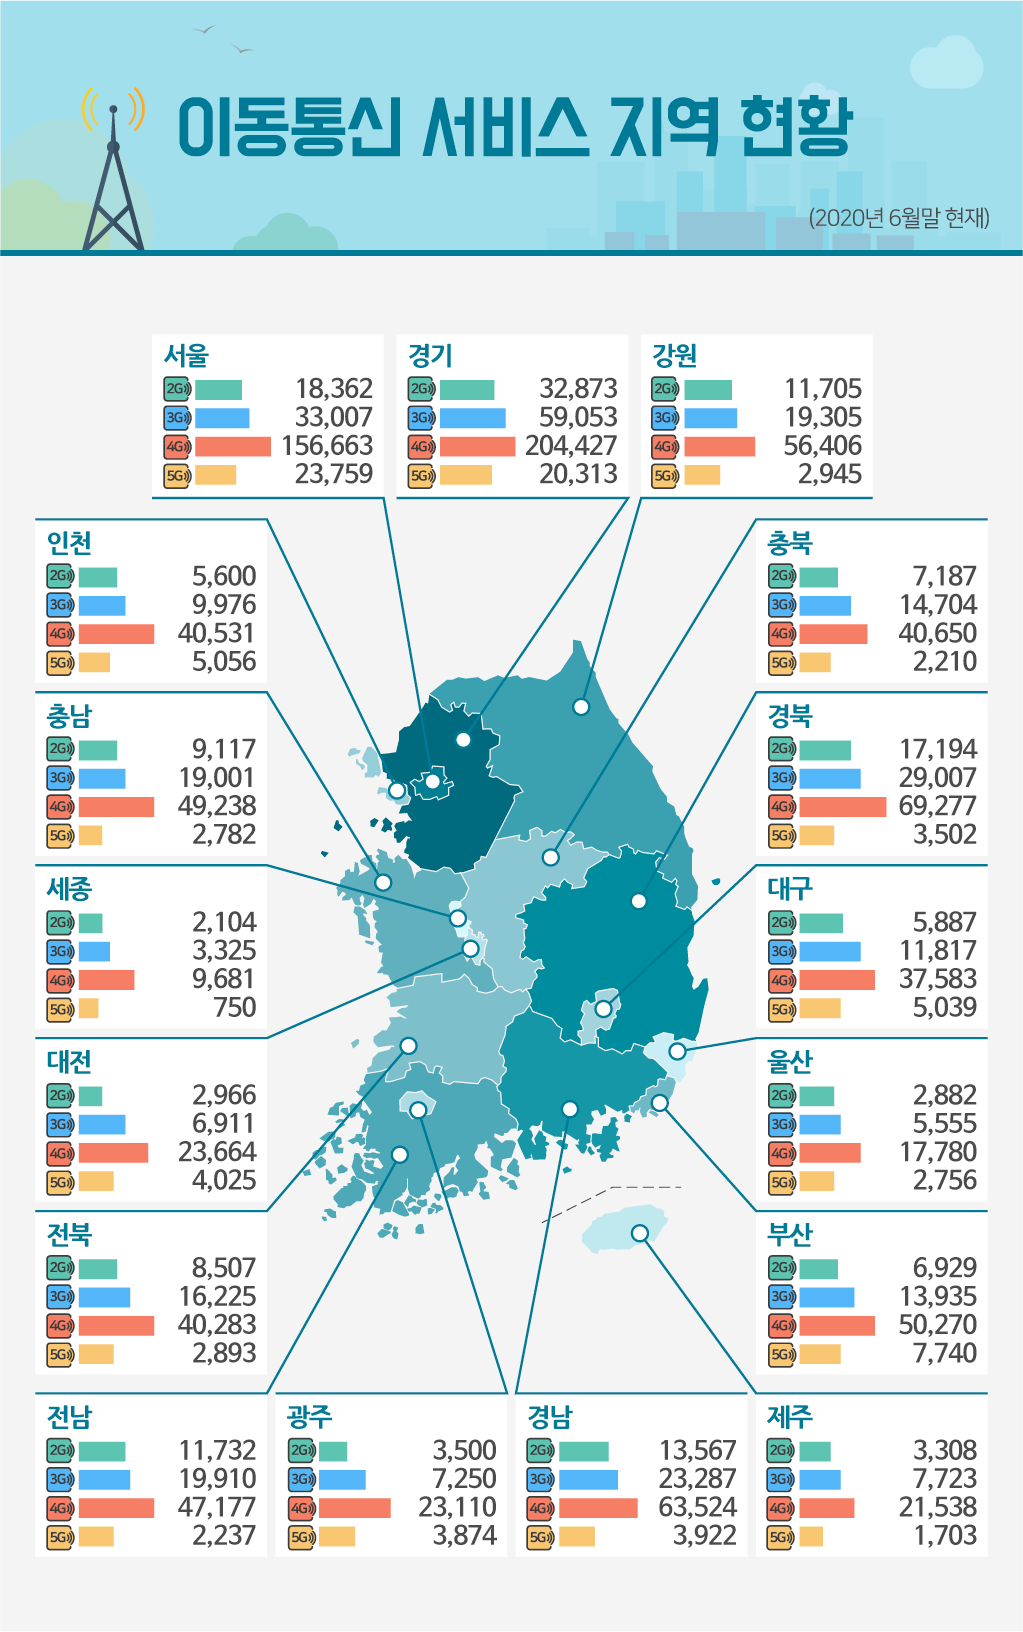 이동통신 서비스 지역 현황
(2020년 6월말 현재)
서울
2G 18,362
3G 33,007
4G 156,663
5G 23,759
경기
2G 32,873
3G 59,053
4G 204,427
5G 20,313
강원
2G 11,705
3G 19,305
4G 56,406
5G 2,945
인천
2G 5,600
3G 9,976
4G 40,531
5G 5,056
충북
2G 7,187
3G 14,704
4G 40,650
5G 2,210
충남
2G 9,117
3G 19,001
4G 49,238
5G 2,782
경북
2G 17,194
3G 29,007
4G 69,277
5G 3,502
세종
2G 2,104
3G 3,325
4G 9,681
5G 750
대구
2G 5,887
3G 11,817
4G 37,583
5G 5,039
대전
2G 2,966
3G 6,911
4G 23,664
5G 4,025
울산
2G 2,882
3G 5,555
4G 17,780
5G 2,756
전북
2G 8,507
3G 16,225
4G 40,283
5G 2,893
부산
2G 6,929
3G 13,935
4G 50,270
5G 7,740
전남
2G 11,732
3G 19,910
4G 47,177
5G 2,237
광주
2G 3,500
3G 7,250
4G 23,110
5G 3,874
경남
2G 13,567
3G 23,287
4G 63,524
5G 3,922
제주
2G 3,308
3G 7,723
4G 21,538
5G 1,703